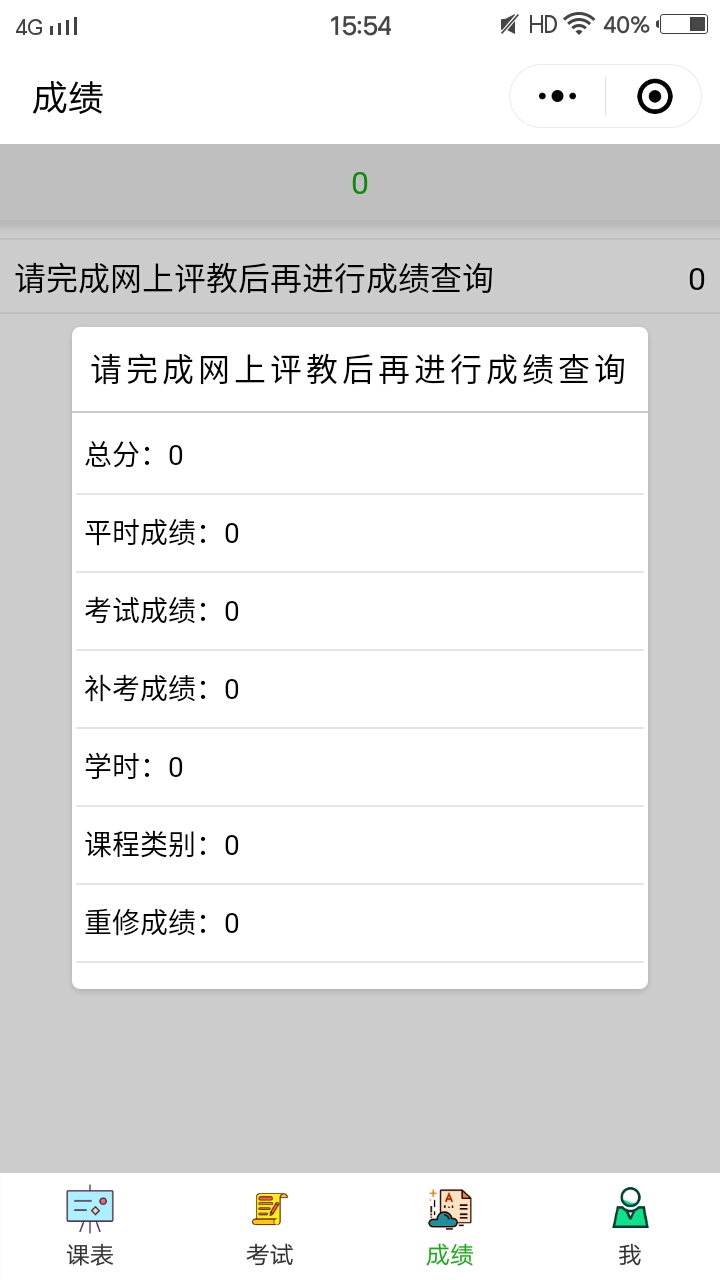 4G 15:54 HD 40%
成绩
0
请完成网上评教后再进行成绩查询 0
请完成网上评教后再进行成绩查询
总分：0
平时成绩：0
考试成绩：0
补考成绩：0
学时：0
课程类别：0
重修成绩：0
A
课表 考试 成绩 我